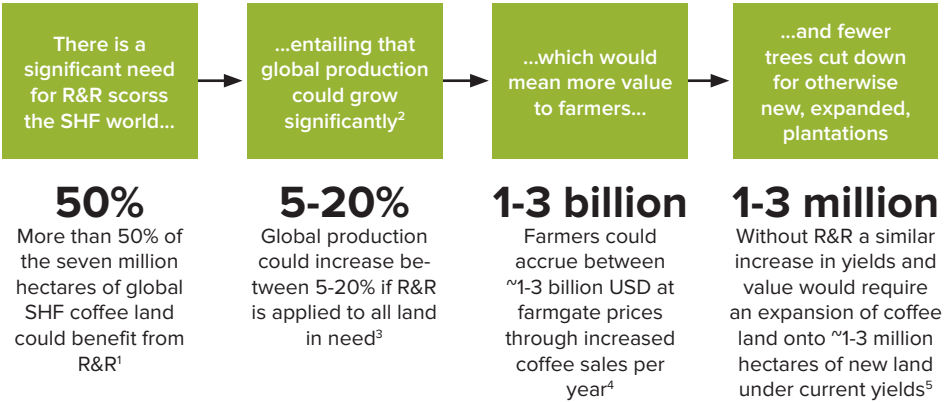 There is a
significant need
for R&R scorss
the SHF world...
...entailing that
global production
could grow
significantly²
...which would
mean more value
to farmers...
...and fewer
trees cut down
for otherwise
new, expanded,
plantations
50%
More than 50% of
the seven million
hectares of global
SHF coffee land
could benefit from
R&R¹
5-20%
Global production
could increase be-
tween 5-20% if R&R
is applied to all land
in need³
1-3 billion
Farmers could
accrue between
~1-3 billion USD at
farmgate prices
through increased
coffee sales per
year⁴
1-3 million
Without R&R a similar
increase in yields and
value would require
an expansion of coffee
land onto ~1-3 million
hectares of new land
under current yields⁵